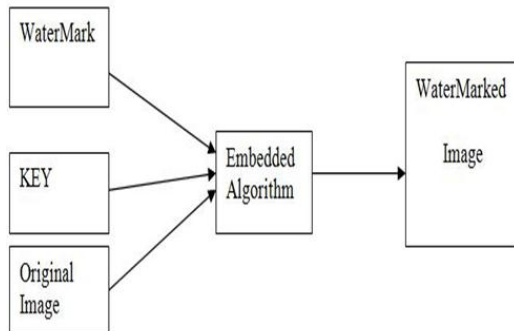 WaterMark
KEY
Original
Image
Embedded
Algorithm
WaterMarked
Image